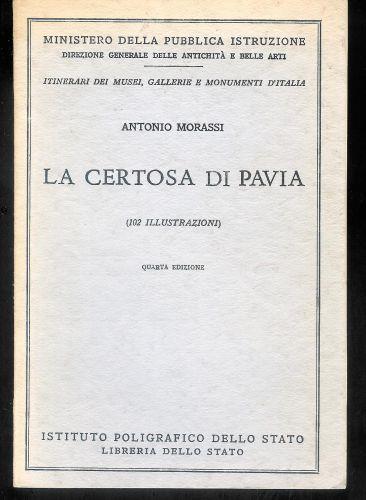 MINISTERO DELLA PUBBLICA ISTRUZIONE
DIREZIONE GENERALE DELLE ANTICHITÀ E BELLE ARTI
ITINERARI DEI MUSEI, GALLERIE E MONUMENTI D'ITALIA
ANTONIO MORASSI
LA CERTOSA DI PAVIA
(102 ILLUSTRAZIONI)
QUARTA EDIZIONE
ISTITUTO POLIGRAFICO DELLO STATO
LIBRERIA DELLO STATO